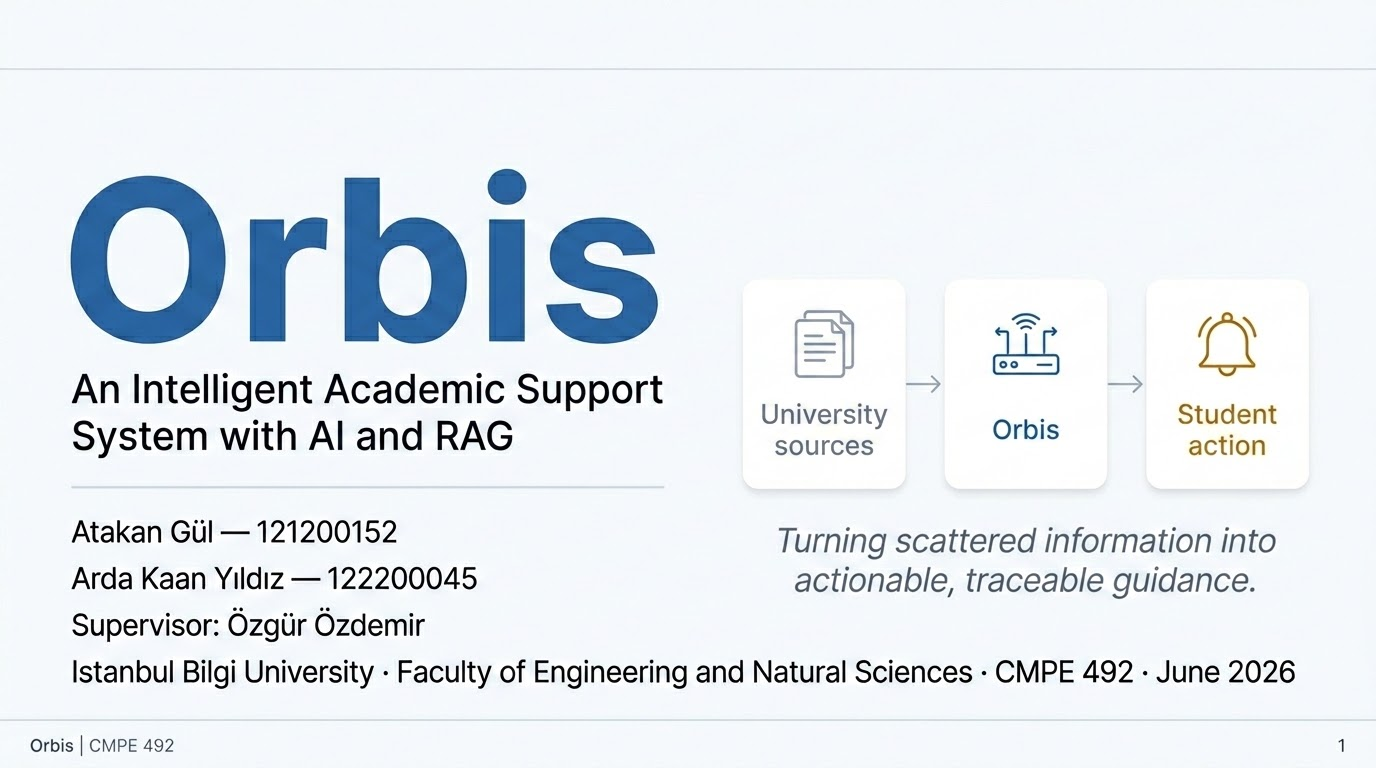 Orbis
An Intelligent Academic Support
System with AI and RAG
Atakan Gül — 121200152
Arda Kaan Yıldız — 122200045
Supervisor: Özgür Özdemir
Istanbul Bilgi University · Faculty of Engineering and Natural Sciences · CMPE 492 · June 2026
University
sources
Orbis
Student
action
Turning scattered information into
actionable, traceable guidance.
Orbis | CMPE 492
1